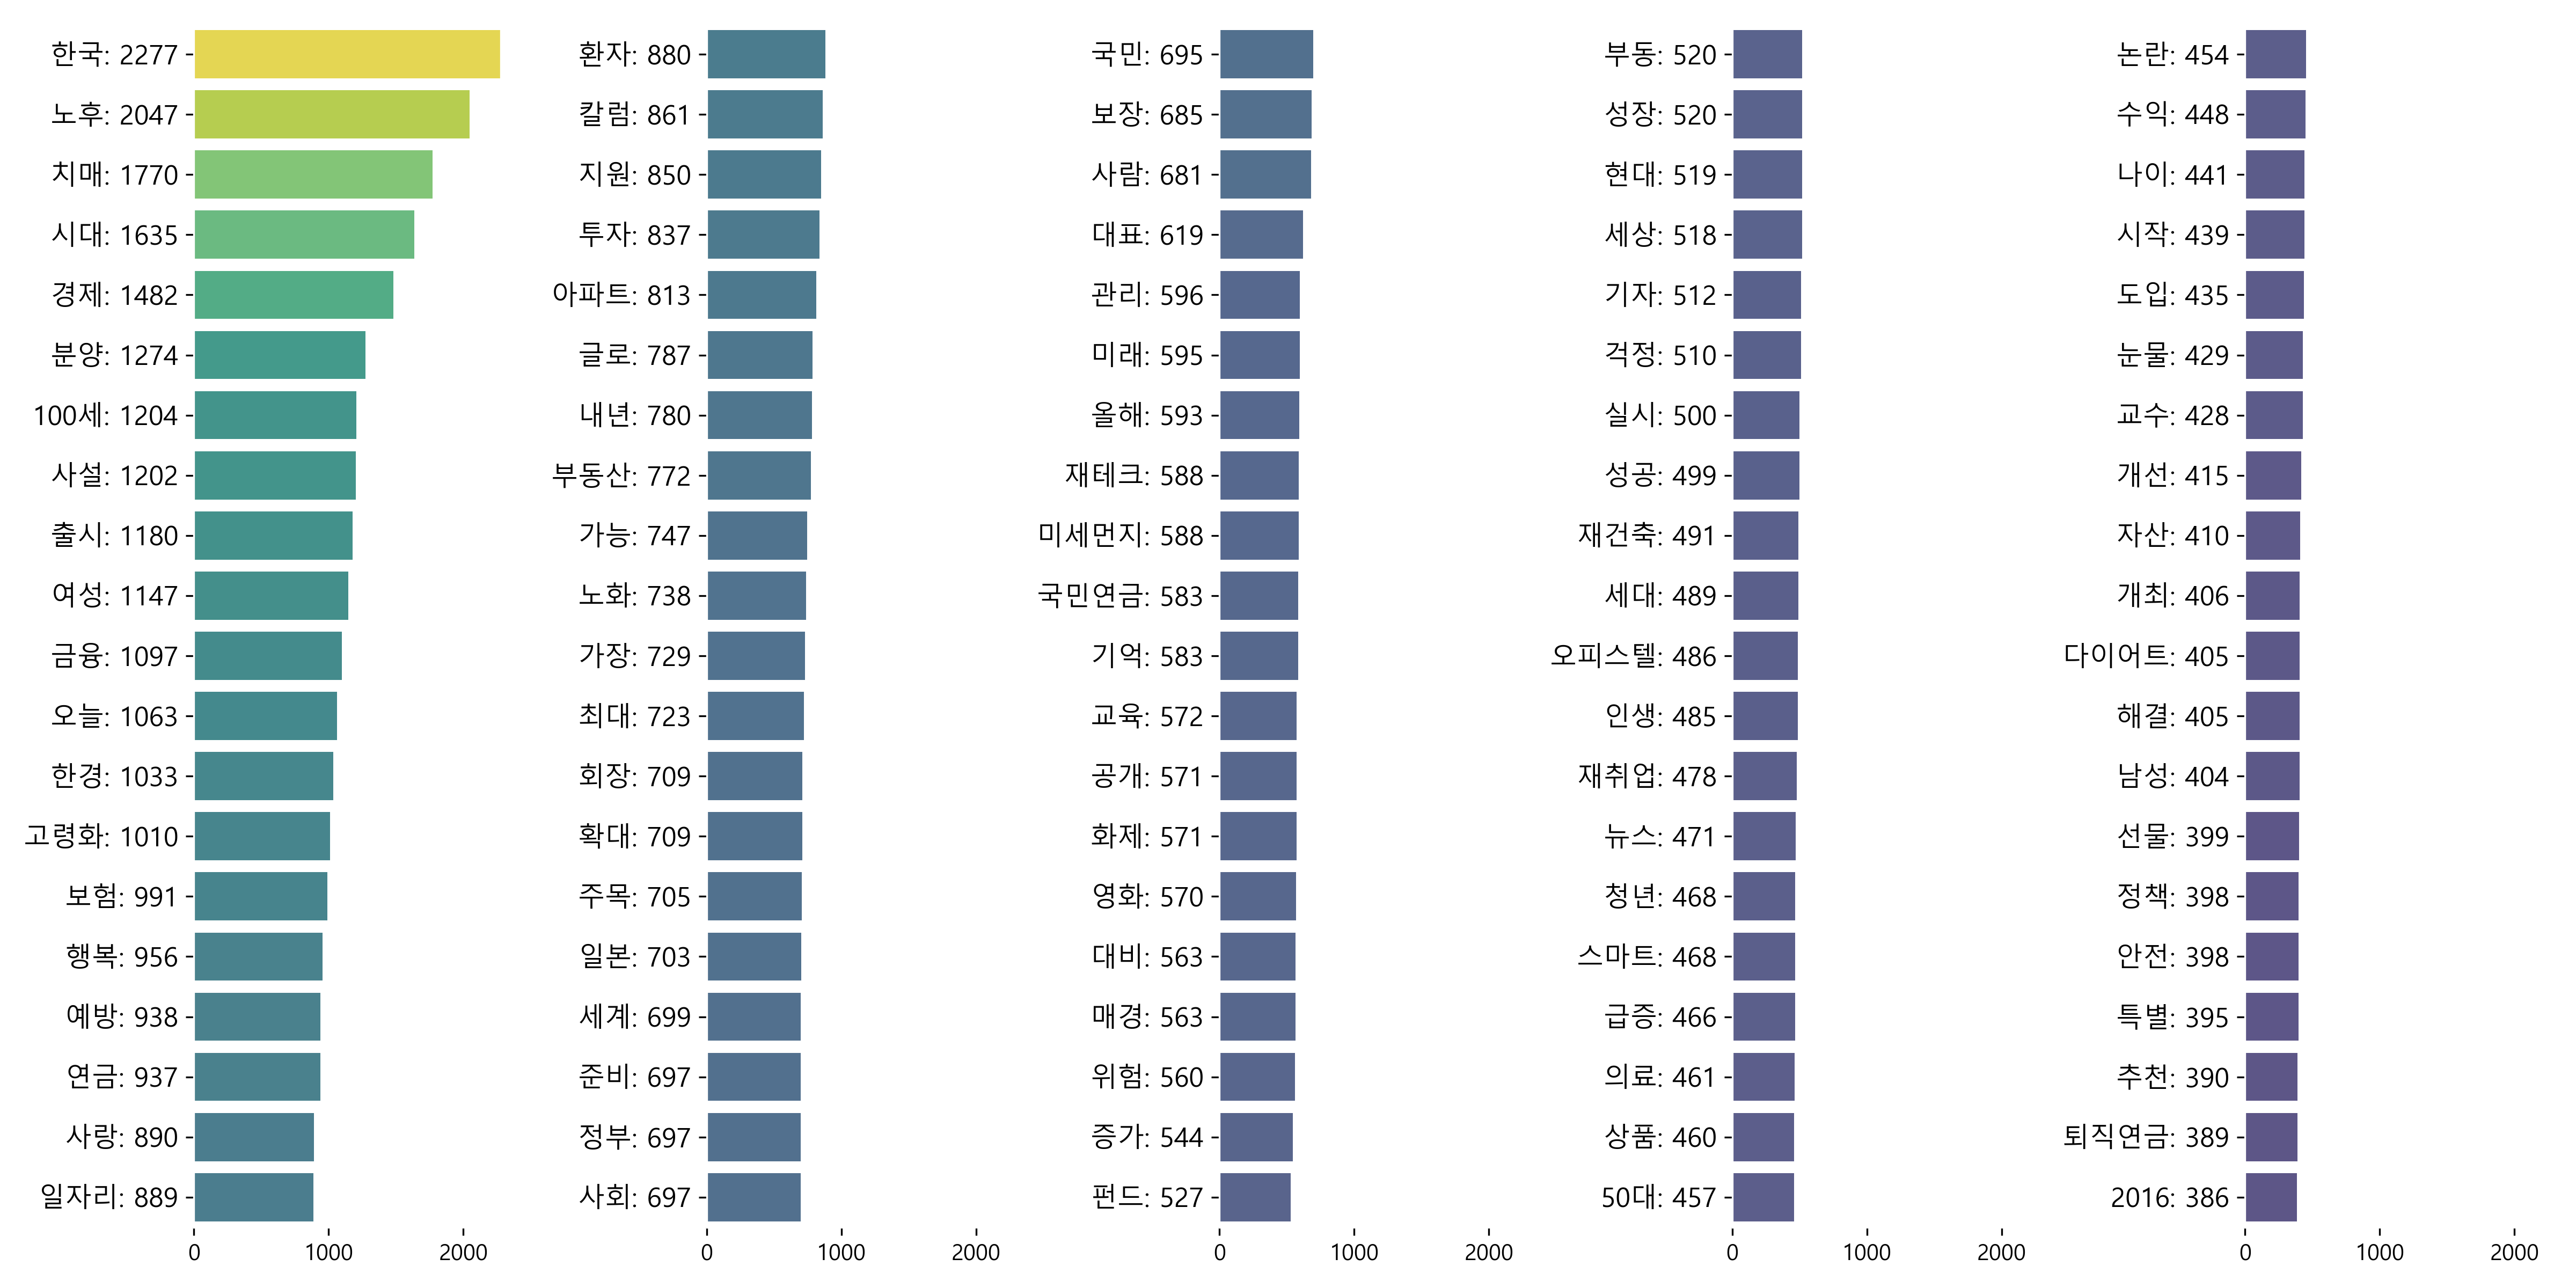 한국: 2277
노후: 2047
치매: 1770
시대: 1635
경제: 1482
분양: 1274
100세: 1204
사설: 1202
출시: 1180
여성: 1147
금융: 1097
오늘: 1063
한경: 1033
고령화: 1010
보험: 991
행복: 956
예방: 938
연금: 937
사랑: 890
일자리: 889
0 1000 2000
환자: 880
칼럼: 861
지원: 850
투자: 837
아파트: 813
글로: 787
내년: 780
부동산: 772
가능: 747
노화: 738
가장: 729
최대: 723
회장: 709
확대: 709
주목: 705
일본: 703
세계: 699
준비: 697
정부: 697
사회: 697
0 1000 2000
국민: 695
보장: 685
사람: 681
대표: 619
관리: 596
미래: 595
올해: 593
재테크: 588
미세먼지: 588
국민연금: 583
기억: 583
교육: 572
공개: 571
화제: 571
영화: 570
대비: 563
매경: 563
위험: 560
증가: 544
펀드: 527
0 1000 2000
부동: 520
성장: 520
현대: 519
세상: 518
기자: 512
걱정: 510
실시: 500
성공: 499
재건축: 491
세대: 489
오피스텔: 486
인생: 485
재취업: 478
뉴스: 471
청년: 468
스마트: 468
급증: 466
의료: 461
상품: 460
50대: 457
0 1000 2000
논란: 454
수익: 448
나이: 441
시작: 439
도입: 435
눈물: 429
교수: 428
개선: 415
자산: 410
개최: 406
다이어트: 405
해결: 405
남성: 404
선물: 399
정책: 398
안전: 398
특별: 395
추천: 390
퇴직연금: 389
2016: 386
0 1000 2000